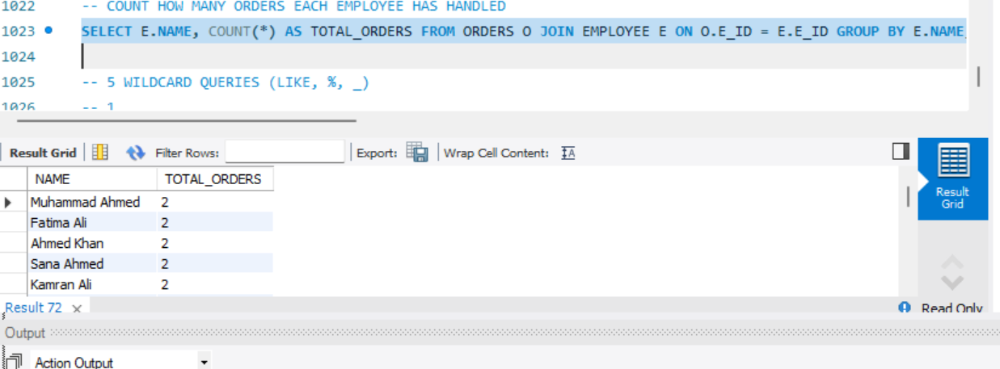 1022 -- COUNT HOW MANY ORDERS EACH EMPLOYEE HAS HANDLED
1023 SELECT E.NAME, COUNT(*) AS TOTAL_ORDERS FROM ORDERS O JOIN EMPLOYEE E ON O.E_ID = E.E_ID GROUP BY E.NAME
1024
1025 -- 5 WILDCARD QUERIES (LIKE, %, _)
1026 -- 1
Result Grid Filter Rows: Export: Wrap Cell Content: IA
NAME TOTAL_ORDERS
Muhammad Ahmed 2
Fatima Ali 2
Ahmed Khan 2
Sana Ahmed 2
Kamran Ali 2
Result
Grid
Result 72 Read Only
Output
Action Output